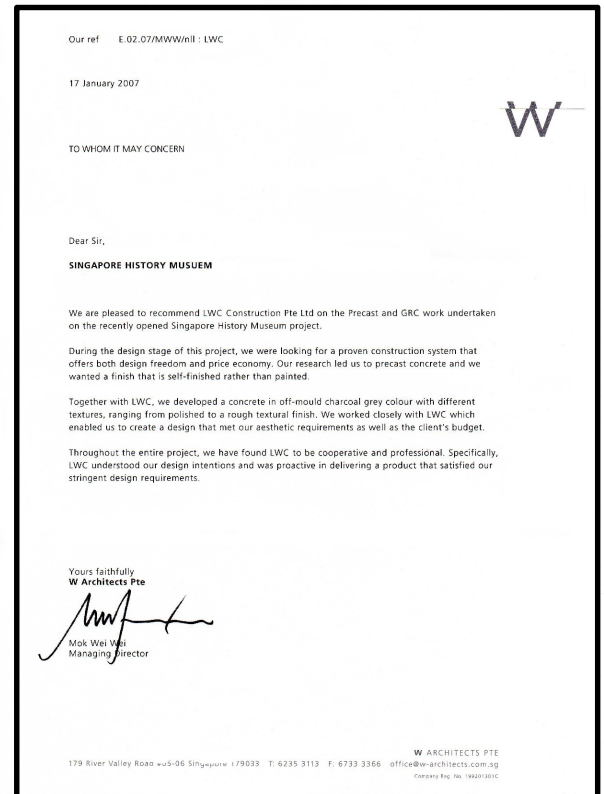 Our ref E.02.07/MWW/nll : LWC
17 January 2007
W
TO WHOM IT MAY CONCERN
Dear Sir,
SINGAPORE HISTORY MUSUEM
We are pleased to recommend LWC Construction Pte Ltd on the Precast and GRC work undertaken
on the recently opened Singapore History Museum project.
During the design stage of this project, we were looking for a proven construction system that
offers both design freedom and price economy. Our research led us to precast concrete and we
wanted a finish that is self-finished rather than painted.
Together with LWC, we developed a concrete in off-mould charcoal grey colour with different
textures, ranging from polished to a rough textural finish. We worked closely with LWC which
enabled us to create a design that met our aesthetic requirements as well as the client's budget.
Throughout the entire project, we have found LWC to be cooperative and professional. Specifically,
LWC understood our design intentions and was proactive in delivering a product that satisfied our
stringent design requirements.
Yours faithfully
W Architects Pte
Mok Wei Wei
Managing Director
W ARCHITECTS PTE
179 River Valley Road #05-06 Singapore 179033 T: 6235 3113 F: 6733 3366 office@w-architects.com.sg
Company Reg. No.